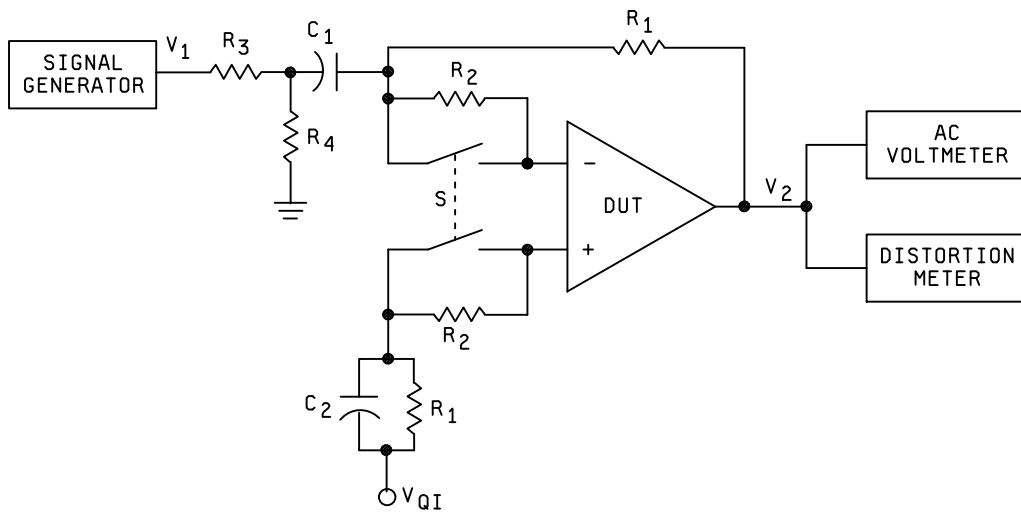 SIGNAL
GENERATOR
V1
R3
C1
R1
R2
R4
S
−
DUT
+
V2
AC
VOLTMETER
DISTORTION
METER
R2
C2
R1
VQI